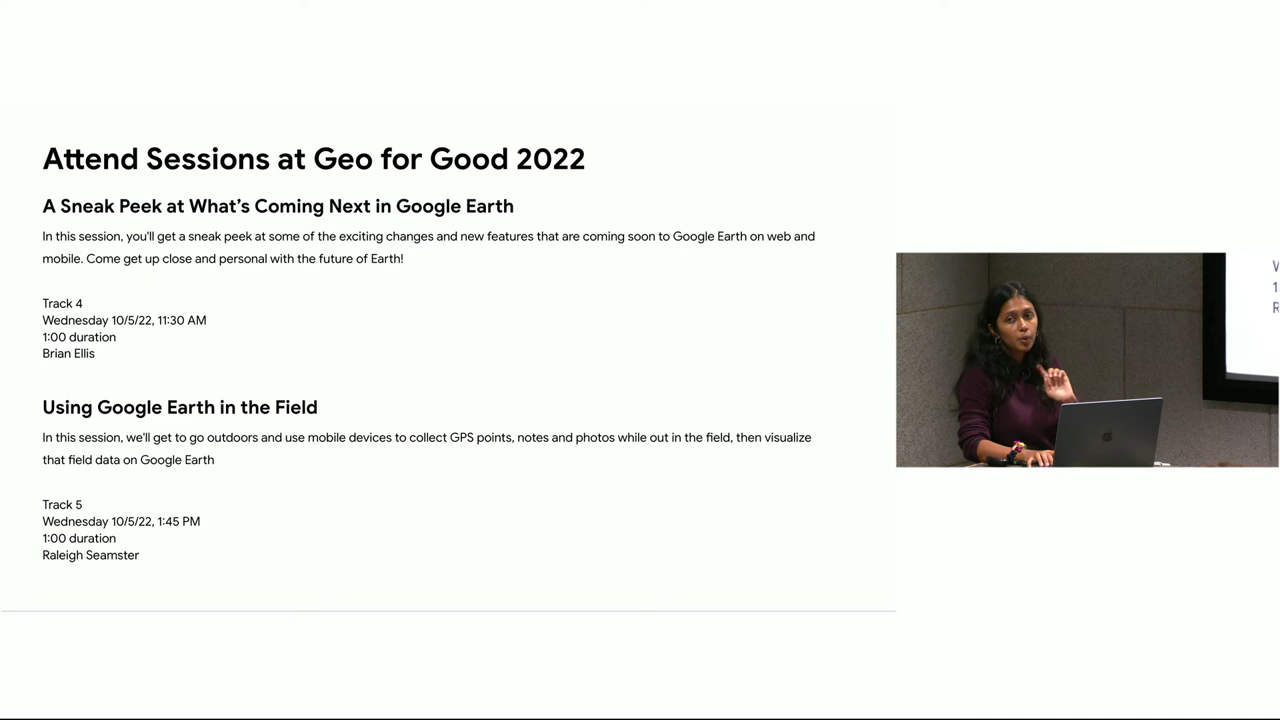 Attend Sessions at Geo for Good 2022
A Sneak Peek at What's Coming Next in Google Earth
In this session, you'll get a sneak peek at some of the exciting changes and new features that are coming soon to Google Earth on web and
mobile. Come get up close and personal with the future of Earth!
Track 4
Wednesday 10/5/22, 11:30 AM
1:00 duration
Brian Ellis
Using Google Earth in the Field
In this session, we'll get to go outdoors and use mobile devices to collect GPS points, notes and photos while out in the field, then visualize
that field data on Google Earth
Track 5
Wednesday 10/5/22, 1:45 PM
1:00 duration
Raleigh Seamster